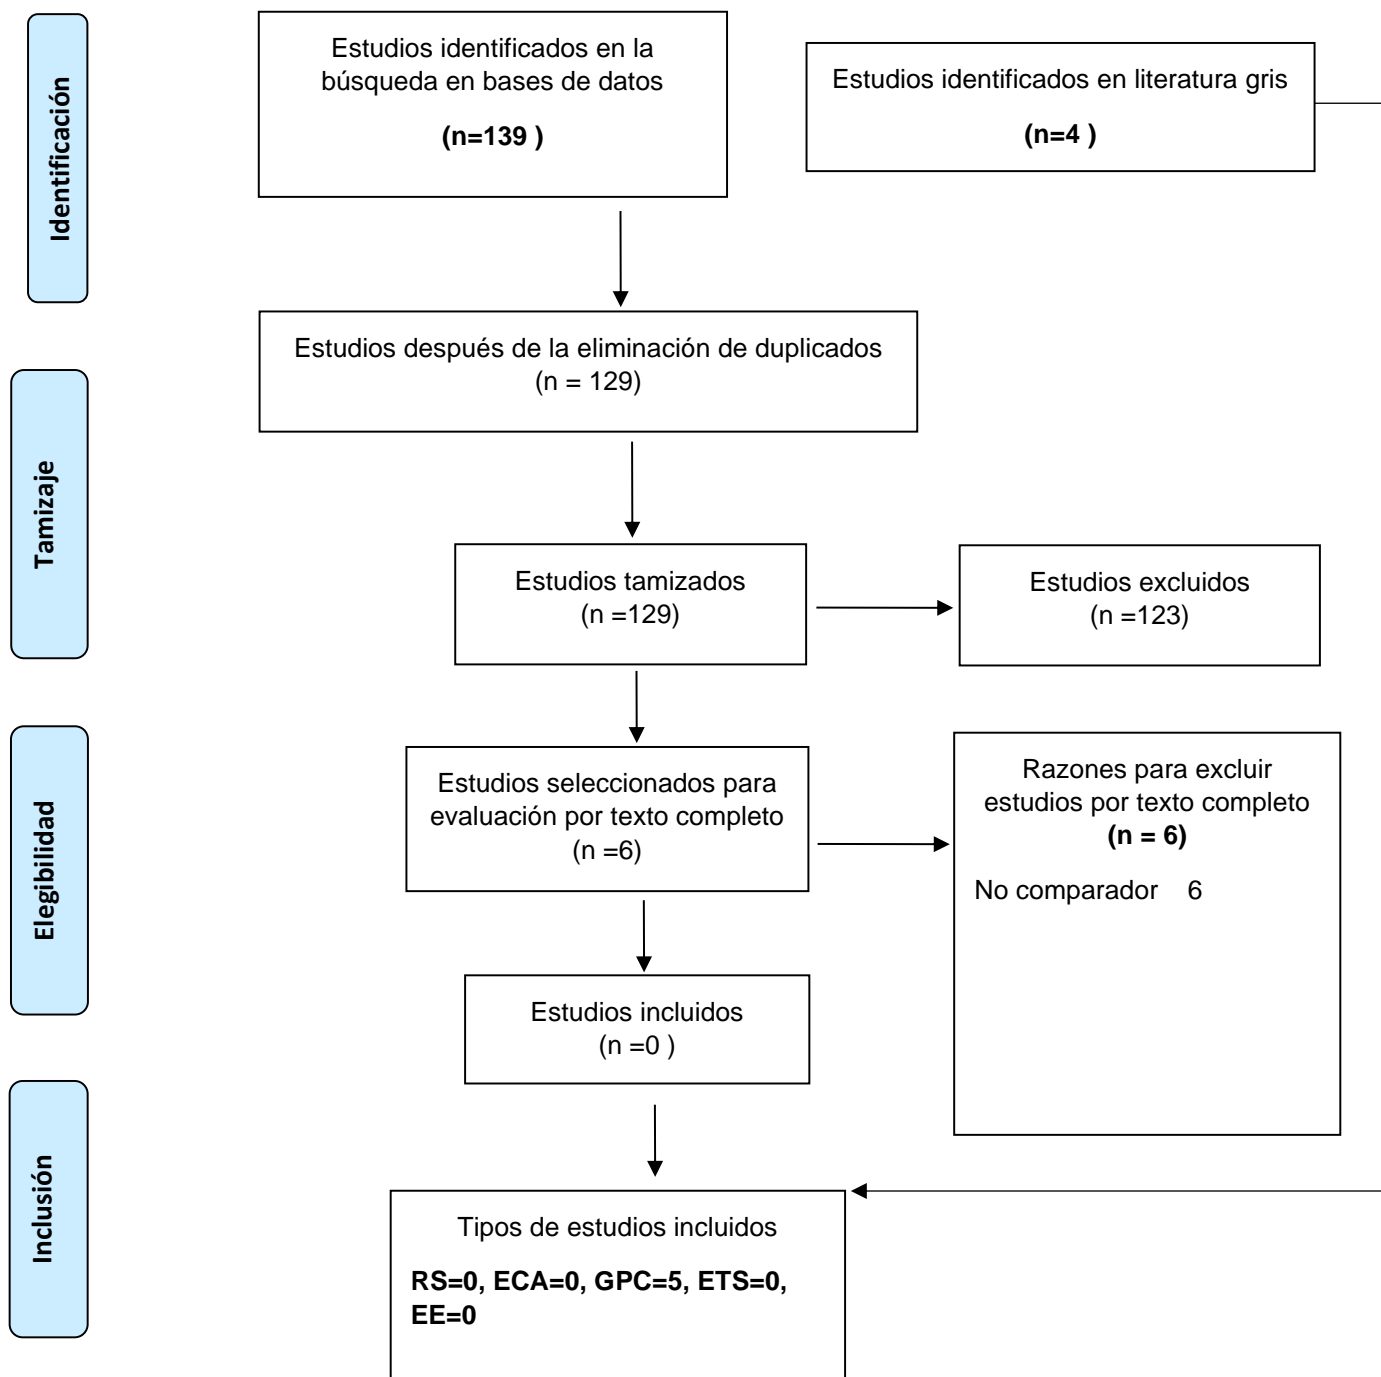 Identificación
Estudios identificados en la
búsqueda en bases de datos
(n=139 )
Estudios identificados en literatura gris
(n=4 )
Estudios después de la eliminación de duplicados
(n = 129)
Tamizaje
Estudios tamizados
(n =129)
Estudios excluidos
(n =123)
Elegibilidad
Estudios seleccionados para
evaluación por texto completo
(n =6)
Razones para excluir
estudios por texto completo
(n = 6)
No comparador 6
Estudios incluidos
(n =0 )
Inclusión
Tipos de estudios incluidos
RS=0, ECA=0, GPC=5, ETS=0,
EE=0